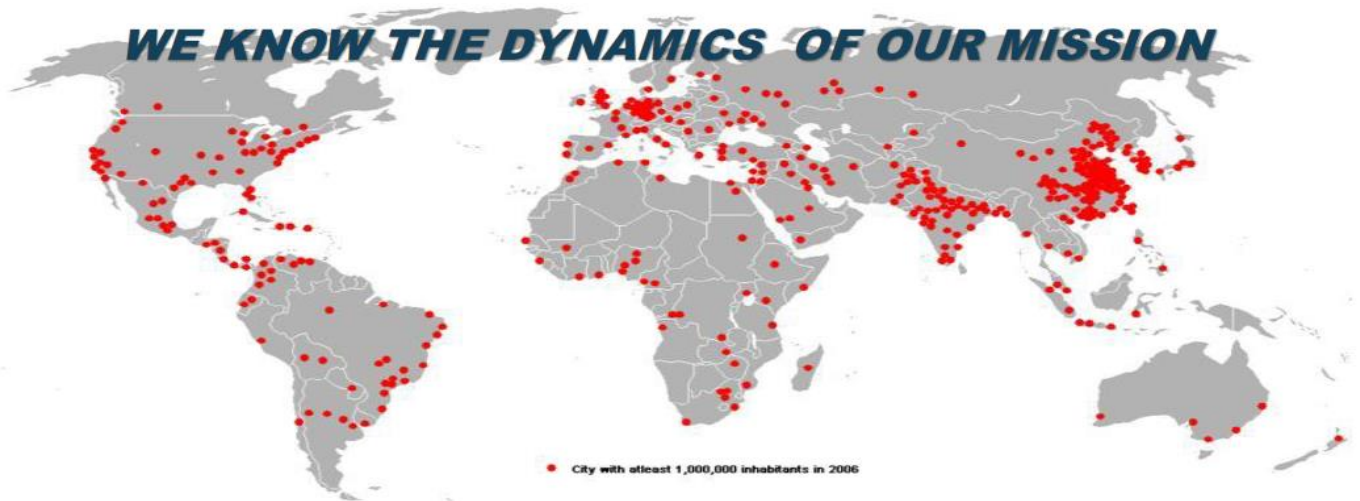 WE KNOW THE DYNAMICS OF OUR MISSION
City with atleast 1,000,000 inhabitants in 2006